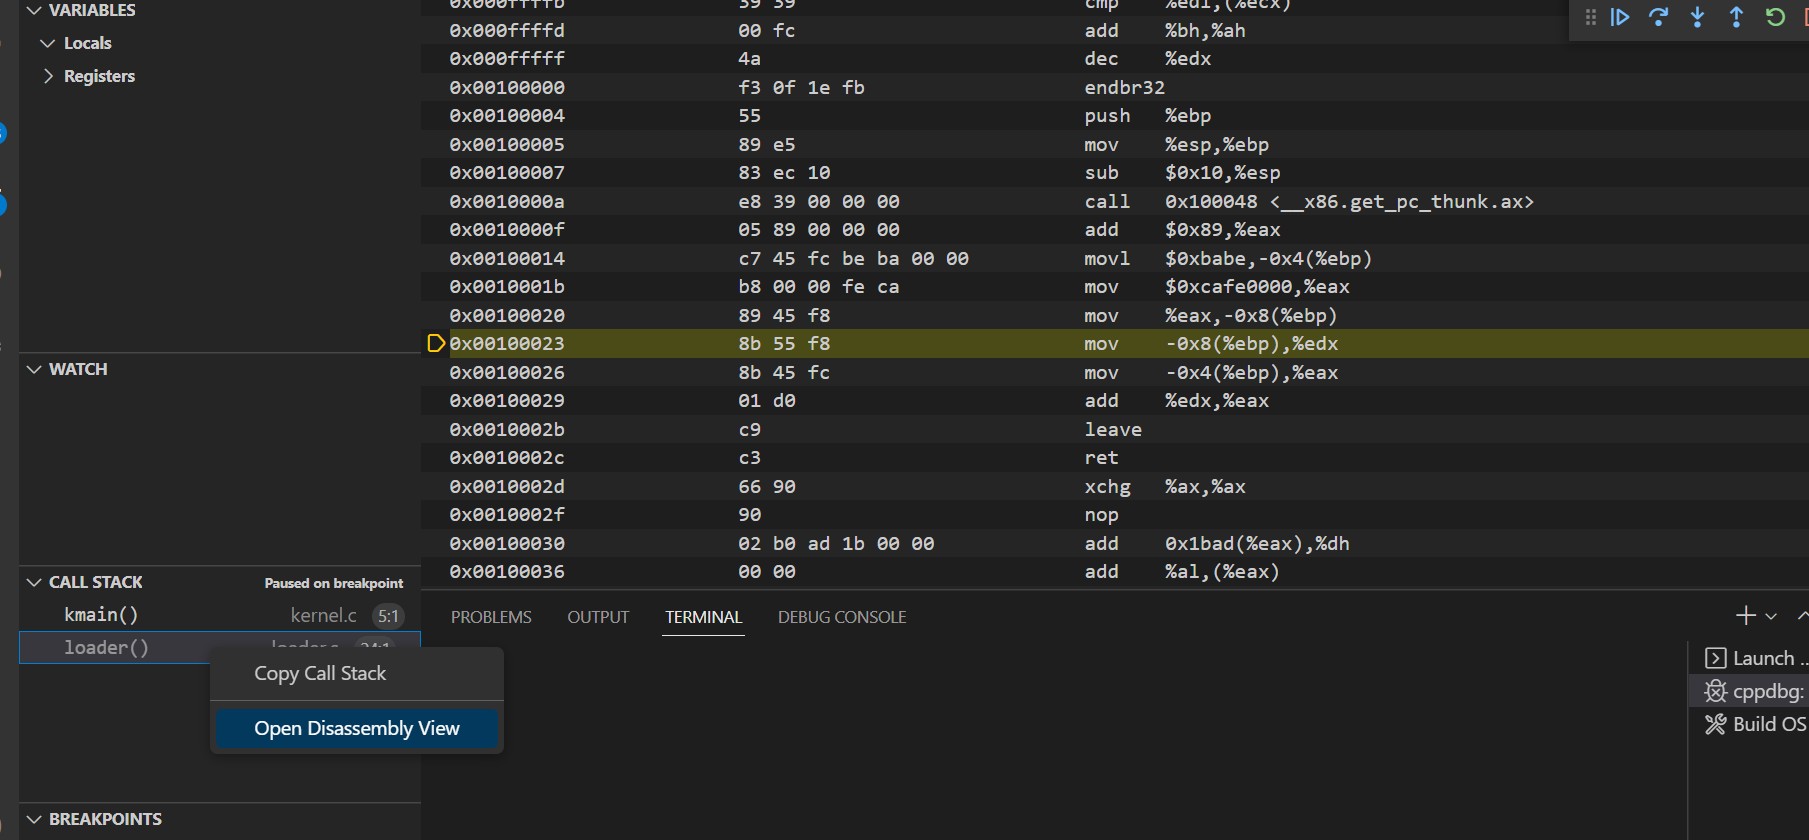 VARIABLES
Locals
Registers
WATCH
CALL STACK Paused on breakpoint
kmain() kernel.c 5:1
loader()
Copy Call Stack
Open Disassembly View
BREAKPOINTS
0x000ffffb 39 39 cmp %edi,(%ecx)
0x000ffffd 00 fc add %bh,%ah
0x000fffff 4a dec %edx
0x00100000 f3 0f 1e fb endbr32
0x00100004 55 push %ebp
0x00100005 89 e5 mov %esp,%ebp
0x00100007 83 ec 10 sub $0x10,%esp
0x0010000a e8 39 00 00 00 call 0x100048 <__x86.get_pc_thunk.ax>
0x0010000f 05 89 00 00 00 add $0x89,%eax
0x00100014 c7 45 fc be ba 00 00 movl $0xbabe,-0x4(%ebp)
0x0010001b b8 00 00 fe ca mov $0xcafe0000,%eax
0x00100020 89 45 f8 mov %eax,-0x8(%ebp)
0x00100023 8b 55 f8 mov -0x8(%ebp),%edx
0x00100026 8b 45 fc mov -0x4(%ebp),%eax
0x00100029 01 d0 add %edx,%eax
0x0010002b c9 leave
0x0010002c c3 ret
0x0010002d 66 90 xchg %ax,%ax
0x0010002f 90 nop
0x00100030 02 b0 ad 1b 00 00 add 0x1bad(%eax),%dh
0x00100036 00 00 add %al,(%eax)
PROBLEMS OUTPUT TERMINAL DEBUG CONSOLE
Launch ..
cppdbg:
Build OS